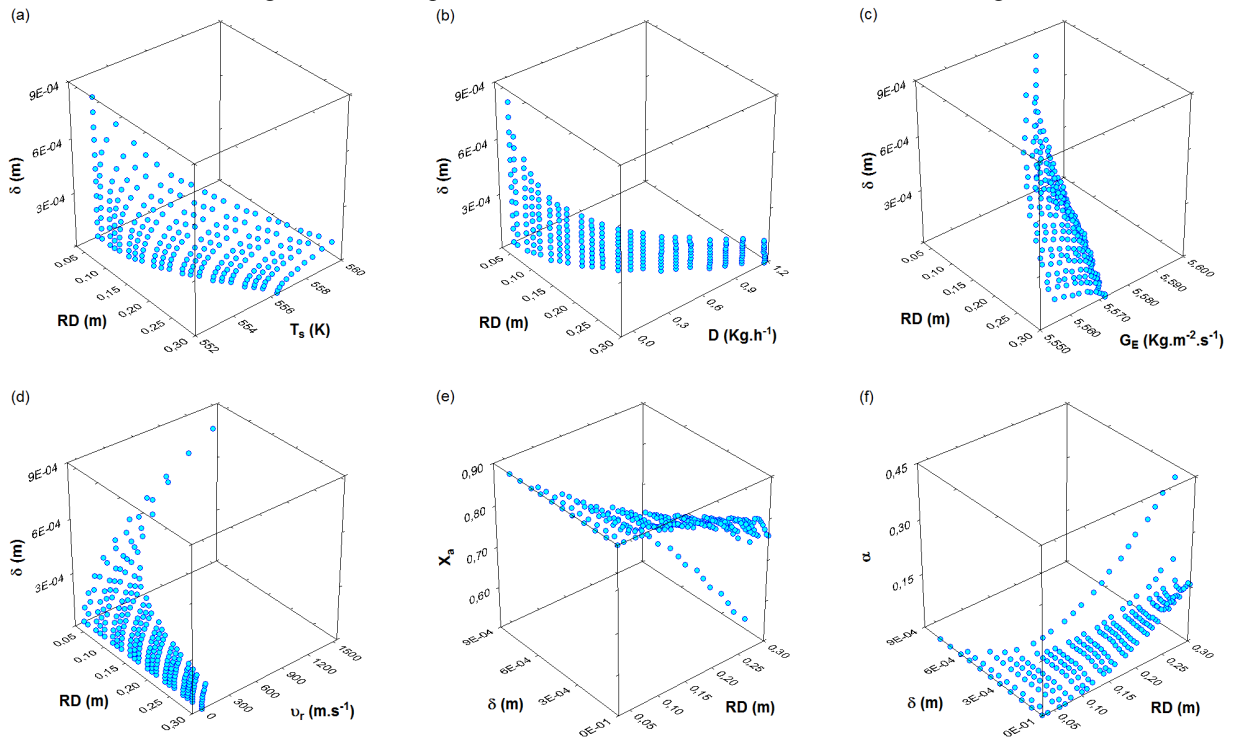 (a)
9E-04
6E-04
3E-04
δ (m)
0,05
0,10
0,15
0,20
0,25
0,30
RD (m)
552
554
556
558
560
Ts (K)
(b)
9E-04
6E-04
3E-04
δ (m)
0,05
0,10
0,15
0,20
0,25
0,30
RD (m)
0,0
0,3
0,6
0,9
1,2
D (Kg.h-1)
(c)
9E-04
6E-04
3E-04
δ (m)
0,05
0,10
0,15
0,20
0,25
0,30
RD (m)
5,550
5,560
5,570
5,580
5,590
5,600
GE (Kg.m-2.s-1)
(d)
9E-04
6E-04
3E-04
δ (m)
0,05
0,10
0,15
0,20
0,25
0,30
RD (m)
0
300
600
900
1200
1500
υr (m.s-1)
(e)
0,90
0,80
0,70
0,60
Xa
9E-04
6E-04
3E-04
0E-01
δ (m)
0,05
0,10
0,15
0,20
0,25
0,30
RD (m)
(f)
0,45
0,30
0,15
α
9E-04
6E-04
3E-04
0E-01
δ (m)
0,05
0,10
0,15
0,20
0,25
0,30
RD (m)